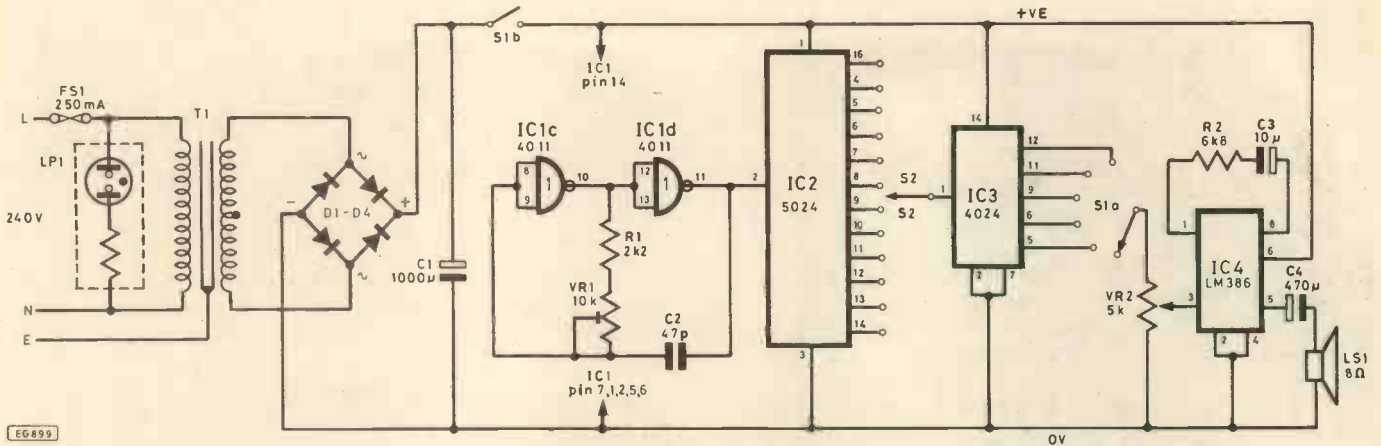 +VE
S1b
IC1
pin 14
FS1
250mA
L
T1
LP1
240V
N
E
D1-D4
-
+
~
~
C1
1000µ
IC1c
4011
8
9
1
10
IC1d
4011
12
13
1
11
R1
2k2
VR1
10k
C2
47p
IC1
pin 7,1,2,5,6
1
2
IC2
5024
3
16
4
5
6
7
8
9
10
11
12
13
14
S2
S2
14
1
IC3
4024
2
7
12
11
9
6
5
S1a
VR2
5k
R2
6k8
C3
10µ
1
8
6
IC4
LM386
3
5
2
4
C4
470µ
LS1
8Ω
0V
EG899